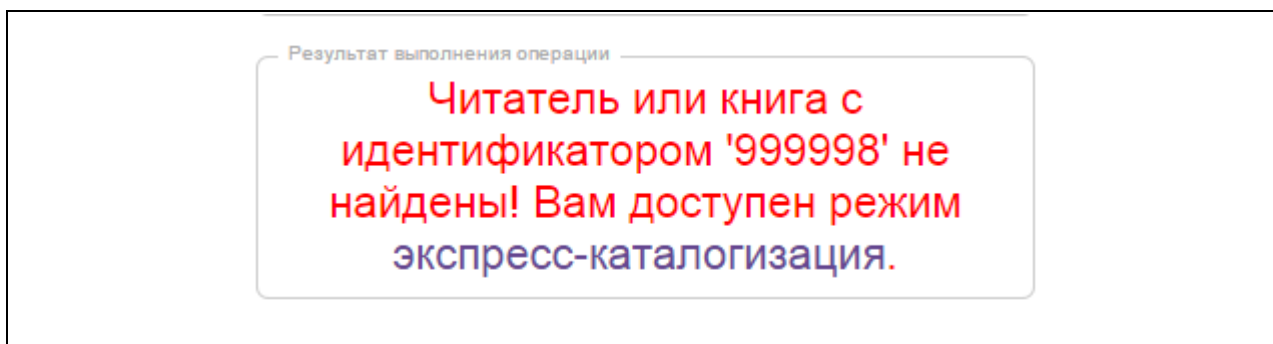 Результат выполнения операции
Читатель или книга с
идентификатором '999998' не
найдены! Вам доступен режим
экспресс-каталогизация.